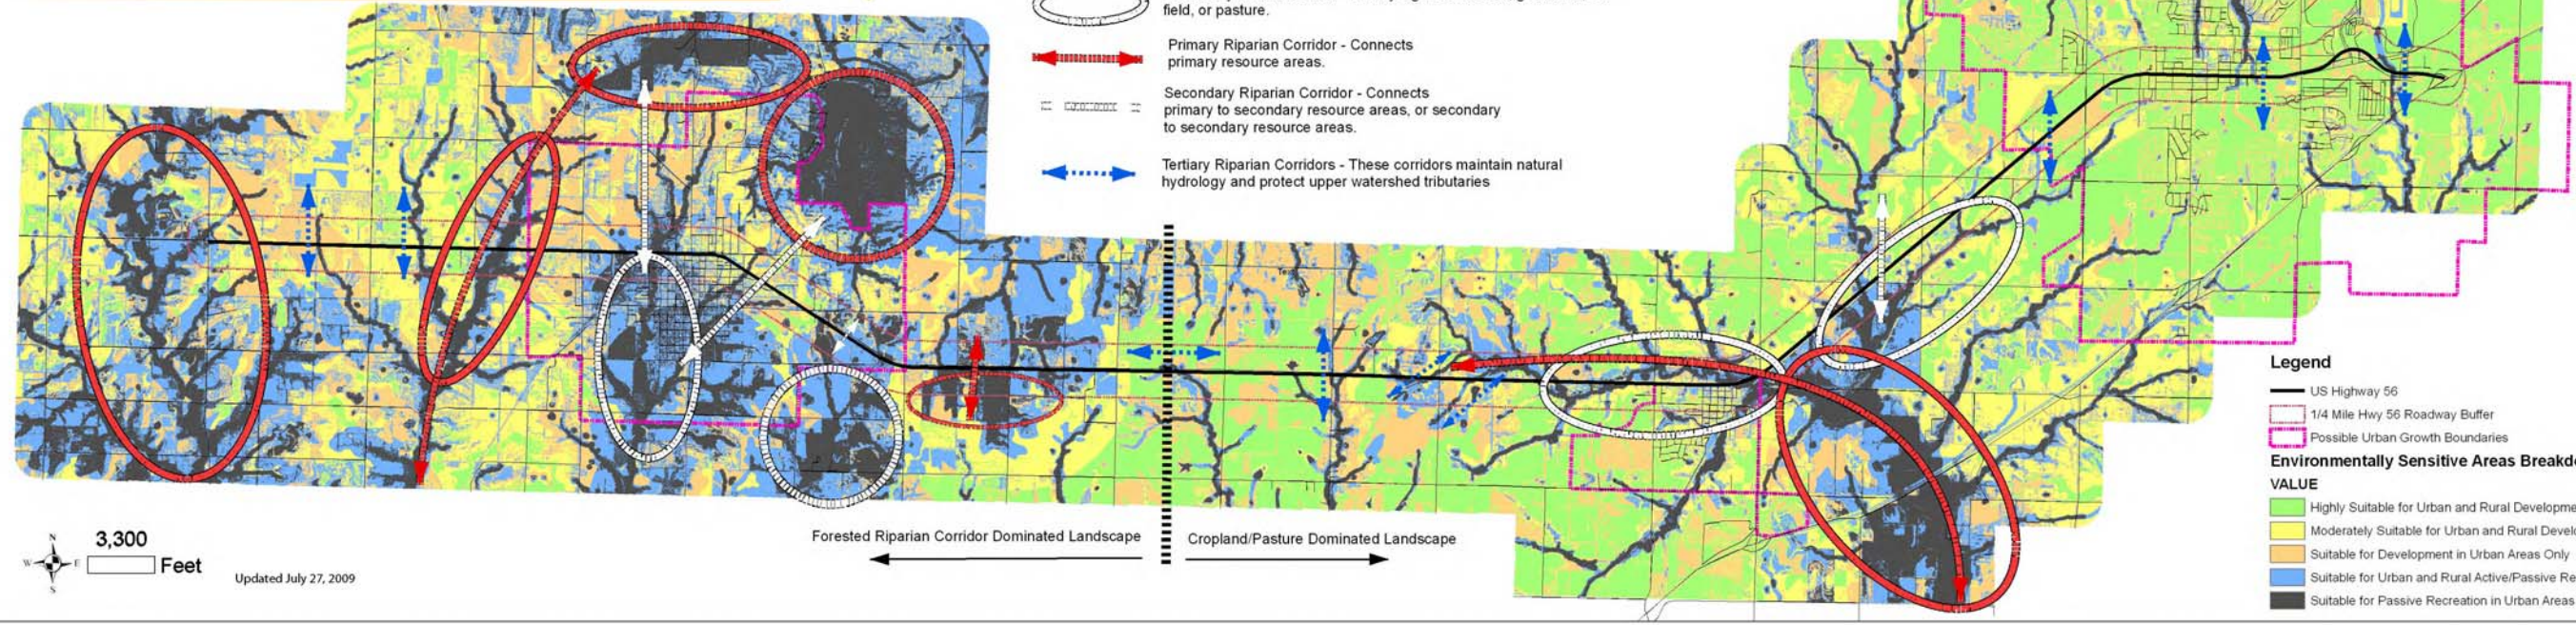 field, or pasture.
Primary Riparian Corridor - Connects
primary resource areas.
Secondary Riparian Corridor - Connects
primary to secondary resource areas, or secondary
to secondary resource areas.
Tertiary Riparian Corridors - These corridors maintain natural
hydrology and protect upper watershed tributaries
Forested Riparian Corridor Dominated Landscape
Cropland/Pasture Dominated Landscape
N
W
E
S
3,300
Feet
Updated July 27, 2009
Legend
US Highway 56
1/4 Mile Hwy 56 Roadway Buffer
Possible Urban Growth Boundaries
Environmentally Sensitive Areas Breakd
VALUE
Highly Suitable for Urban and Rural Developme
Moderately Suitable for Urban and Rural Devel
Suitable for Development in Urban Areas Only
Suitable for Urban and Rural Active/Passive Re
Suitable for Passive Recreation in Urban Areas